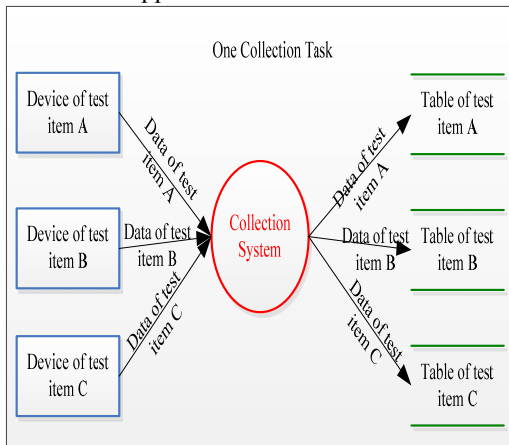 One Collection Task
Device of test
item A
Data of test
item A
Device of test
item B
Data of test
item B
Device of test
item C
Data of test
item C
Collection
System
Data of test
item A
Table of test
item A
Data of test
item B
Table of test
item B
Data of test
item C
Table of test
item C